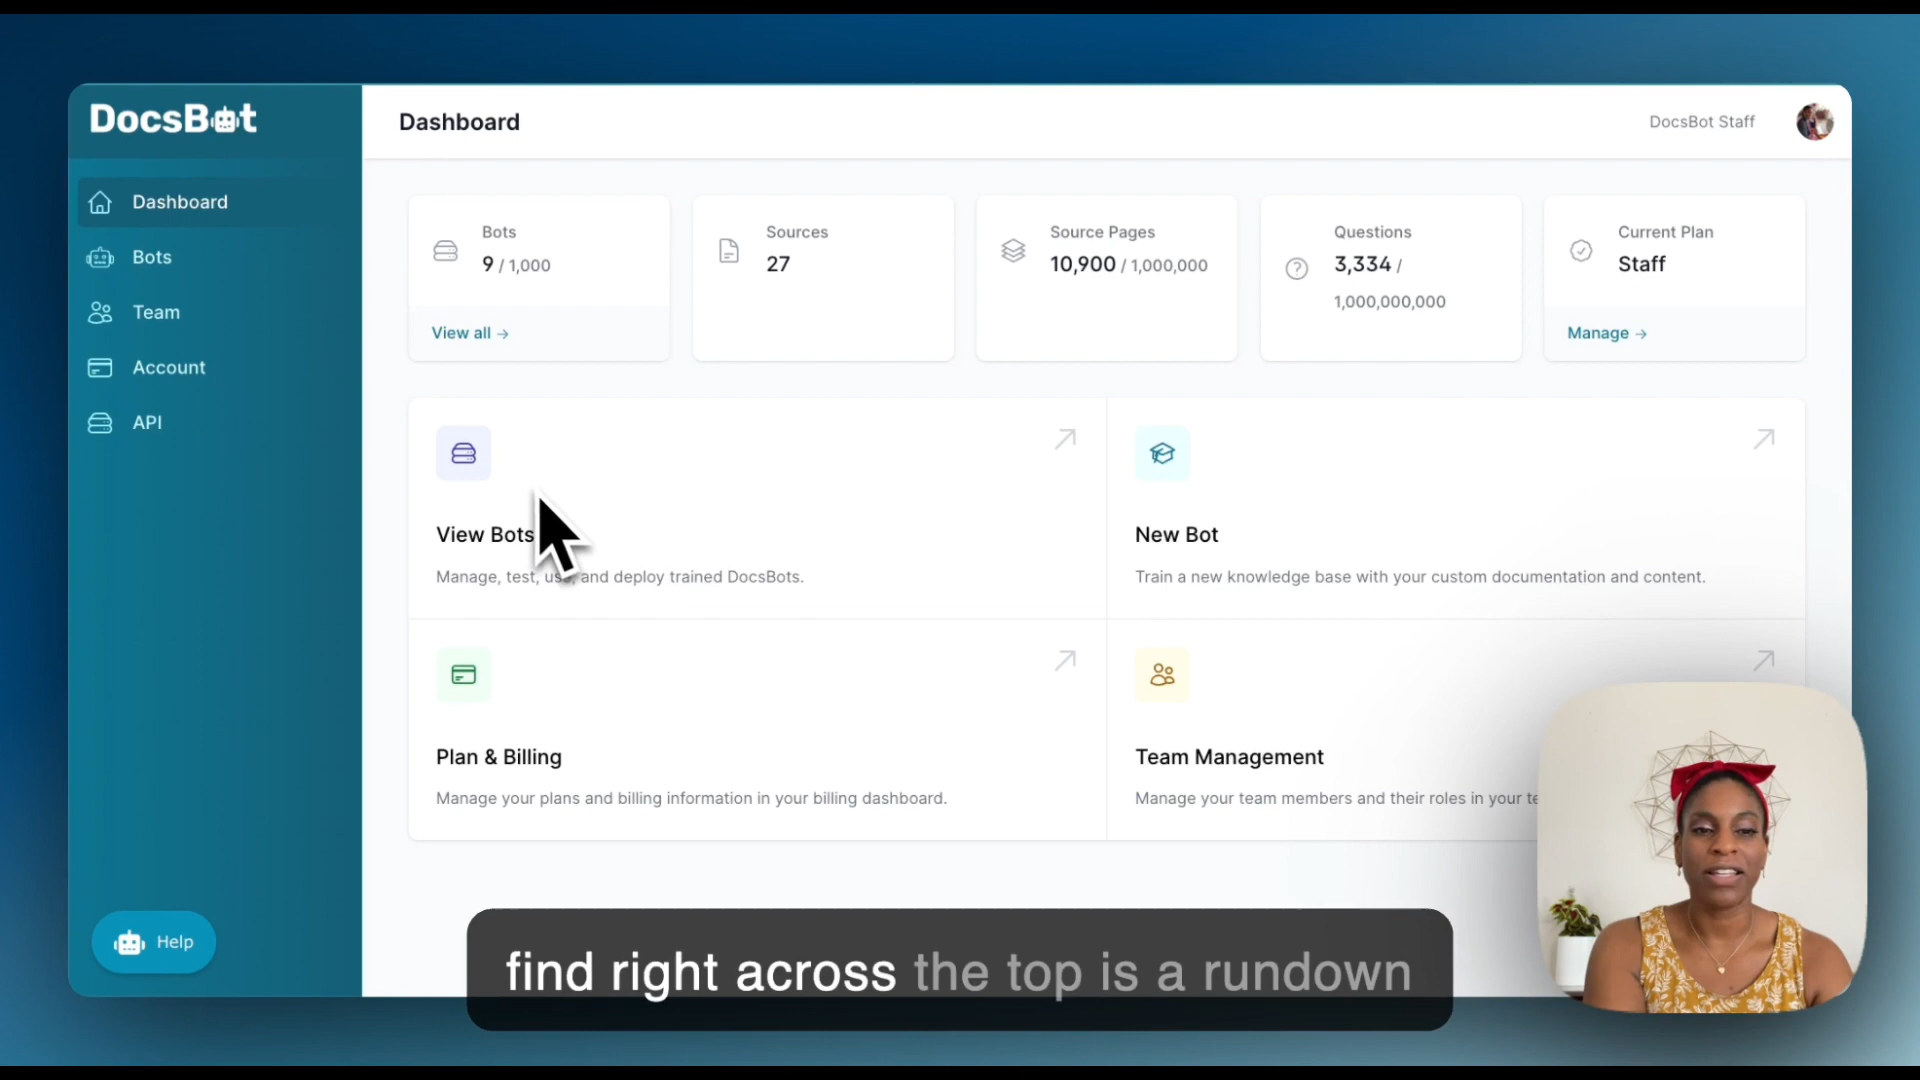 DocsBot
Dashboard
DocsBot Staff
Dashboard
Bots
Team
Account
API
Help
Bots
9 / 1,000
View all →
Sources
27
Source Pages
10,900 / 1,000,000
Questions
3,334 /
1,000,000,000
Current Plan
Staff
Manage →
View Bots
Manage, test, use, and deploy trained DocsBots.
New Bot
Train a new knowledge base with your custom documentation and content.
Plan & Billing
Manage your plans and billing information in your billing dashboard.
Team Management
Manage your team members and their roles in your
find right across the top is a rundown